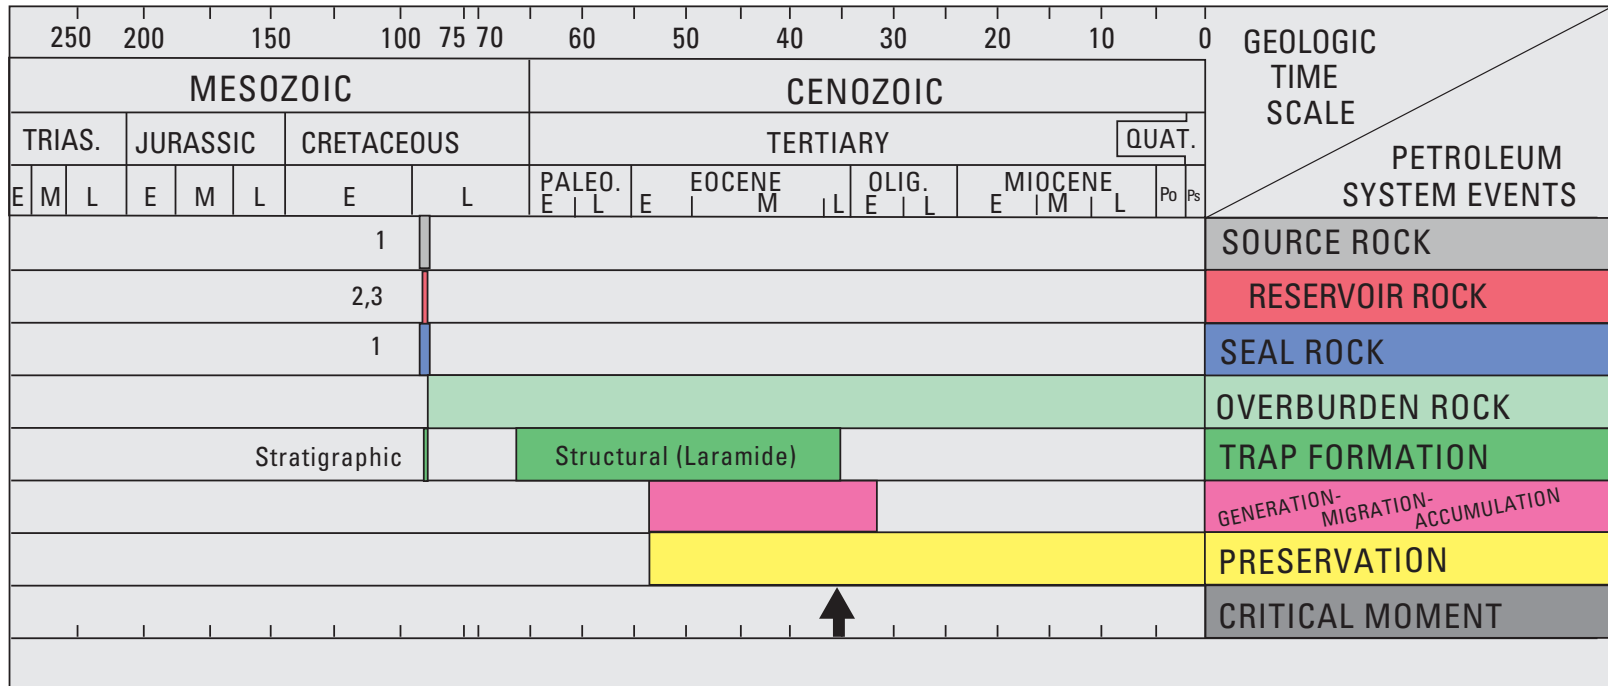 250 200 150 100 75 70 60 50 40 30 20 10 0
GEOLOGIC
TIME
SCALE
PETROLEUM
SYSTEM EVENTS
MESOZOIC CENOZOIC
TRIAS. JURASSIC CRETACEOUS TERTIARY QUAT.
PALEO. EOCENE OLIG. MIOCENE
E M L E M L E L E L E M L E L E M L Po Ps
1 SOURCE ROCK
2,3 RESERVOIR ROCK
1 SEAL ROCK
OVERBURDEN ROCK
Stratigraphic Structural (Laramide) TRAP FORMATION
GENERATION-
MIGRATION-
ACCUMULATION
PRESERVATION
CRITICAL MOMENT